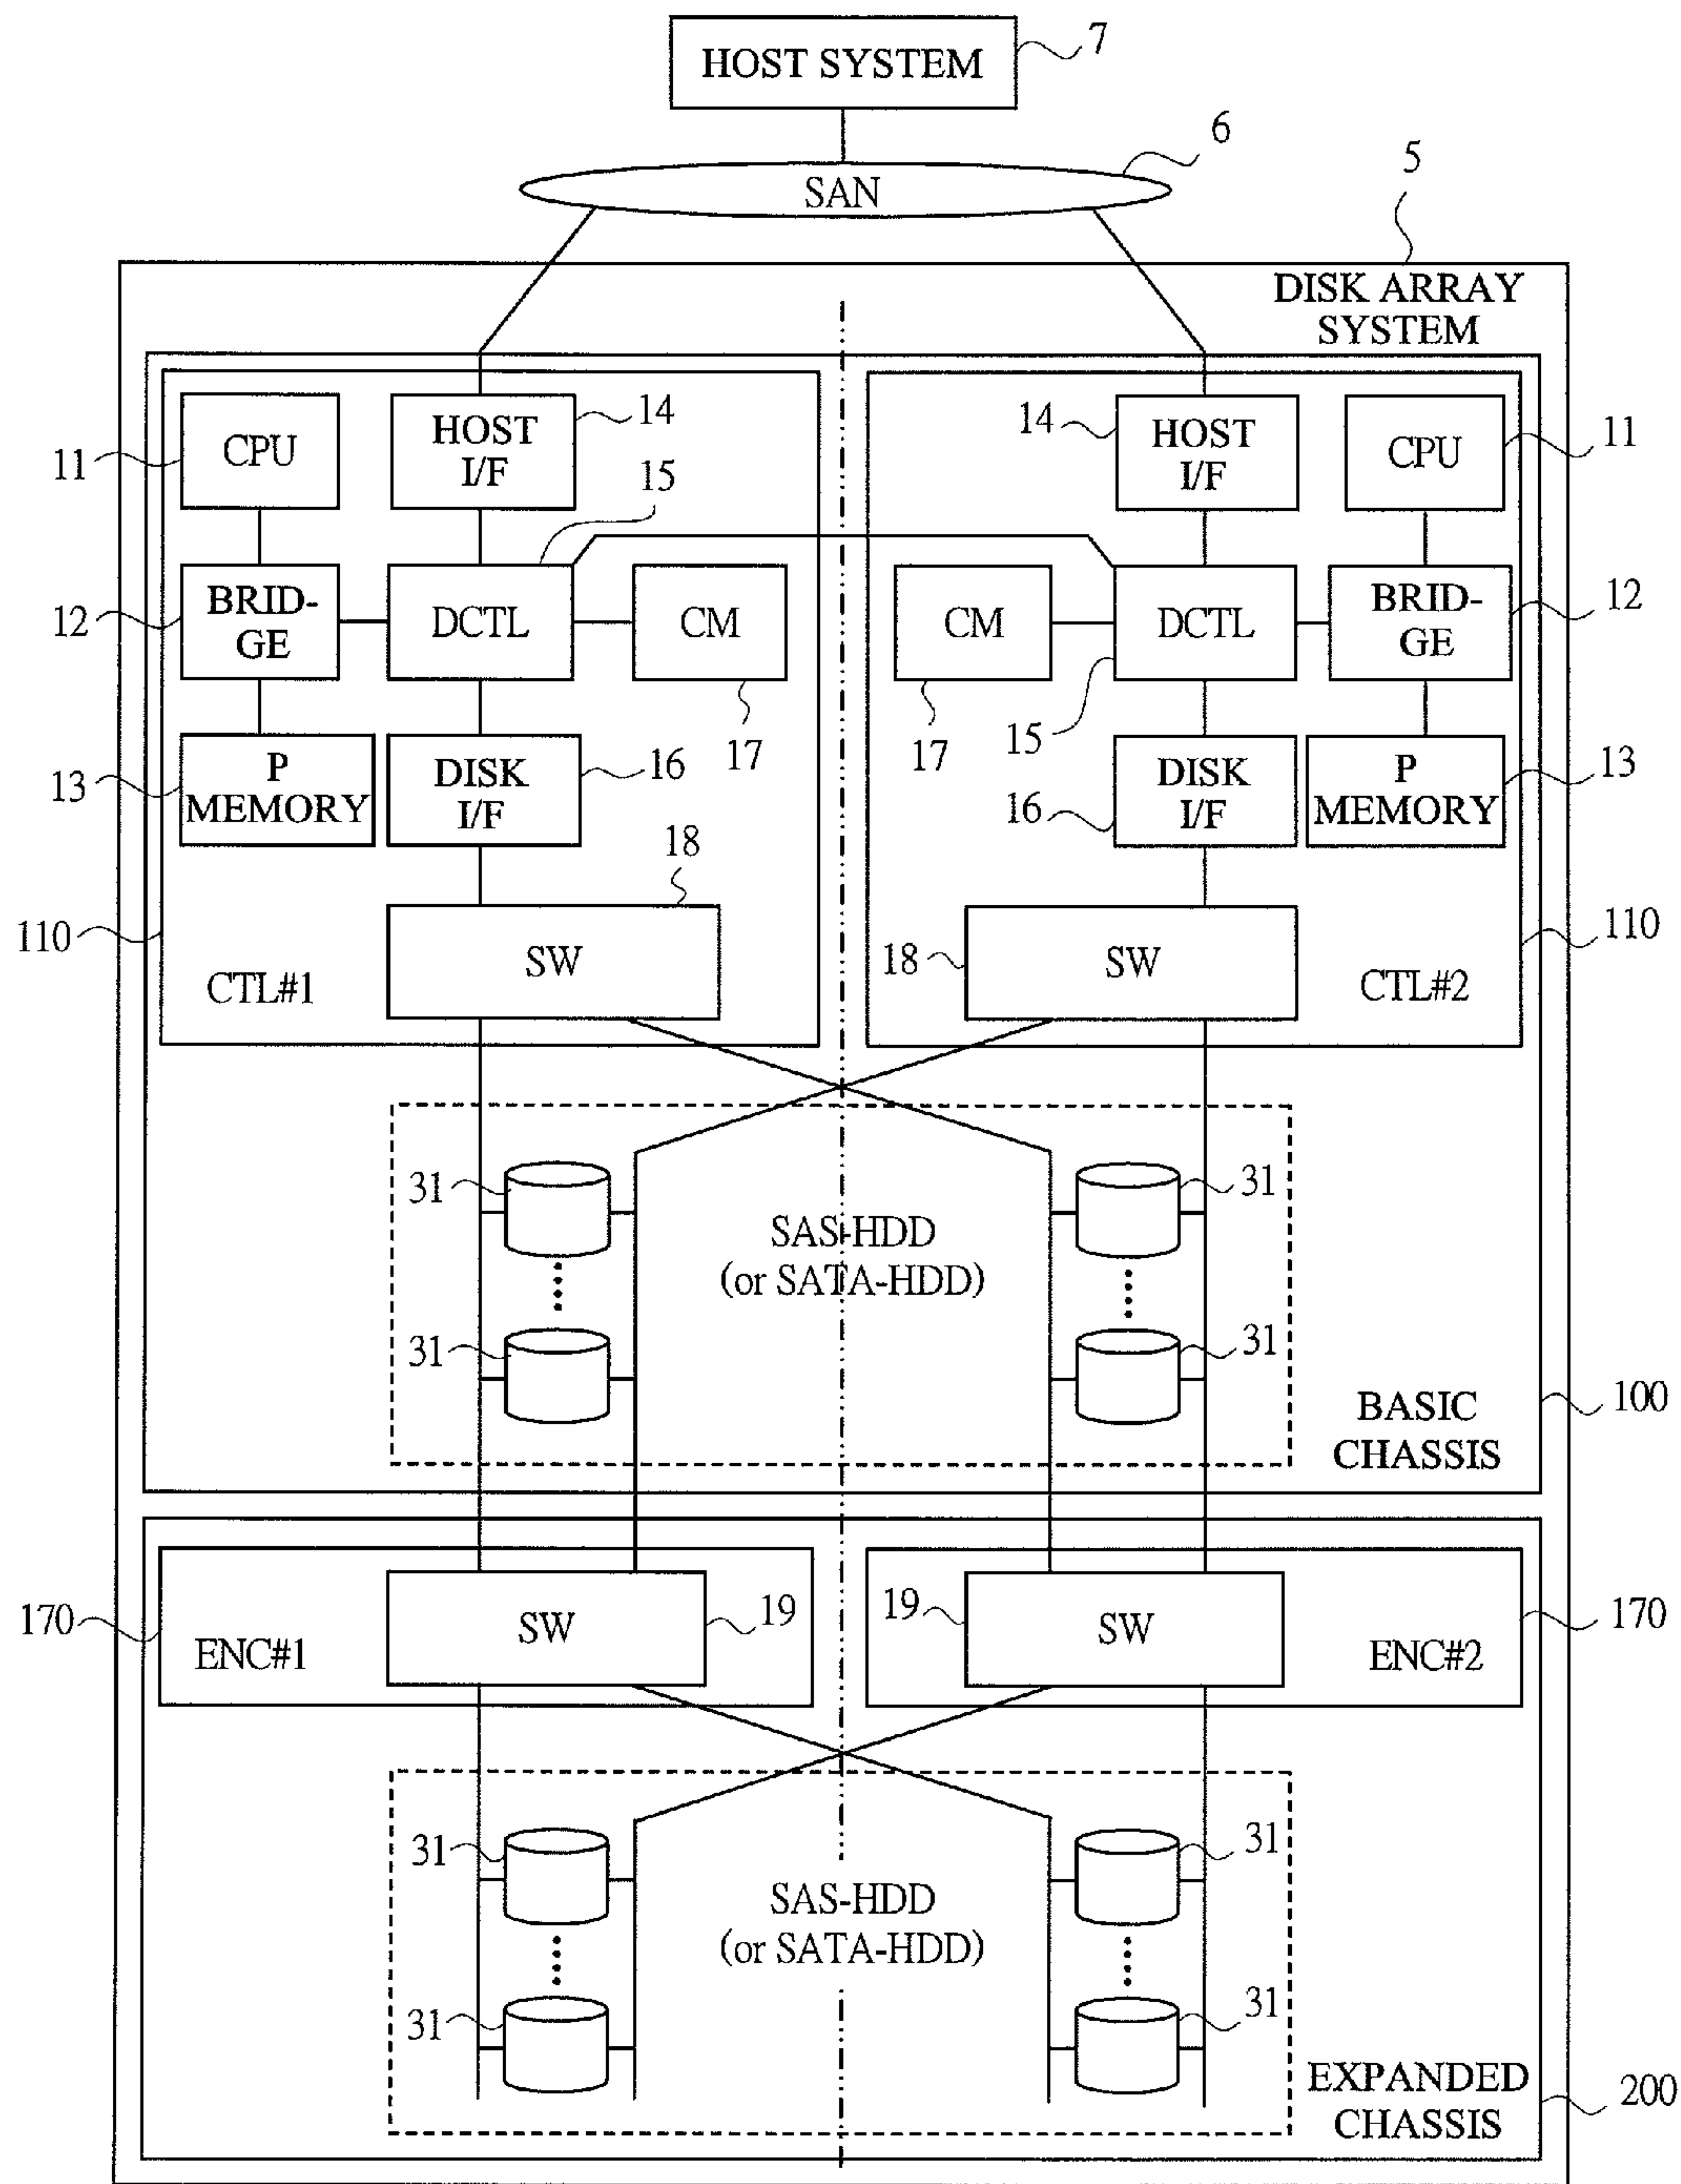 HOST SYSTEM
7
SAN
6
5
DISK ARRAY
SYSTEM
CPU
11
HOST
I/F
14
14
HOST
I/F
CPU
11
15
BRID-
GE
12
DCTL
CM
CM
DCTL
BRID-
GE
12
17
17
15
P
MEMORY
13
DISK
I/F
16
16
DISK
I/F
P
MEMORY
13
18
SW
18
SW
110
110
CTL#1
CTL#2
31
31
SAS-HDD
(or SATA-HDD)
31
31
BASIC
CHASSIS
100
170
SW
19
19
SW
170
ENC#1
ENC#2
31
31
SAS-HDD
(or SATA-HDD)
31
31
EXPANDED
CHASSIS
200